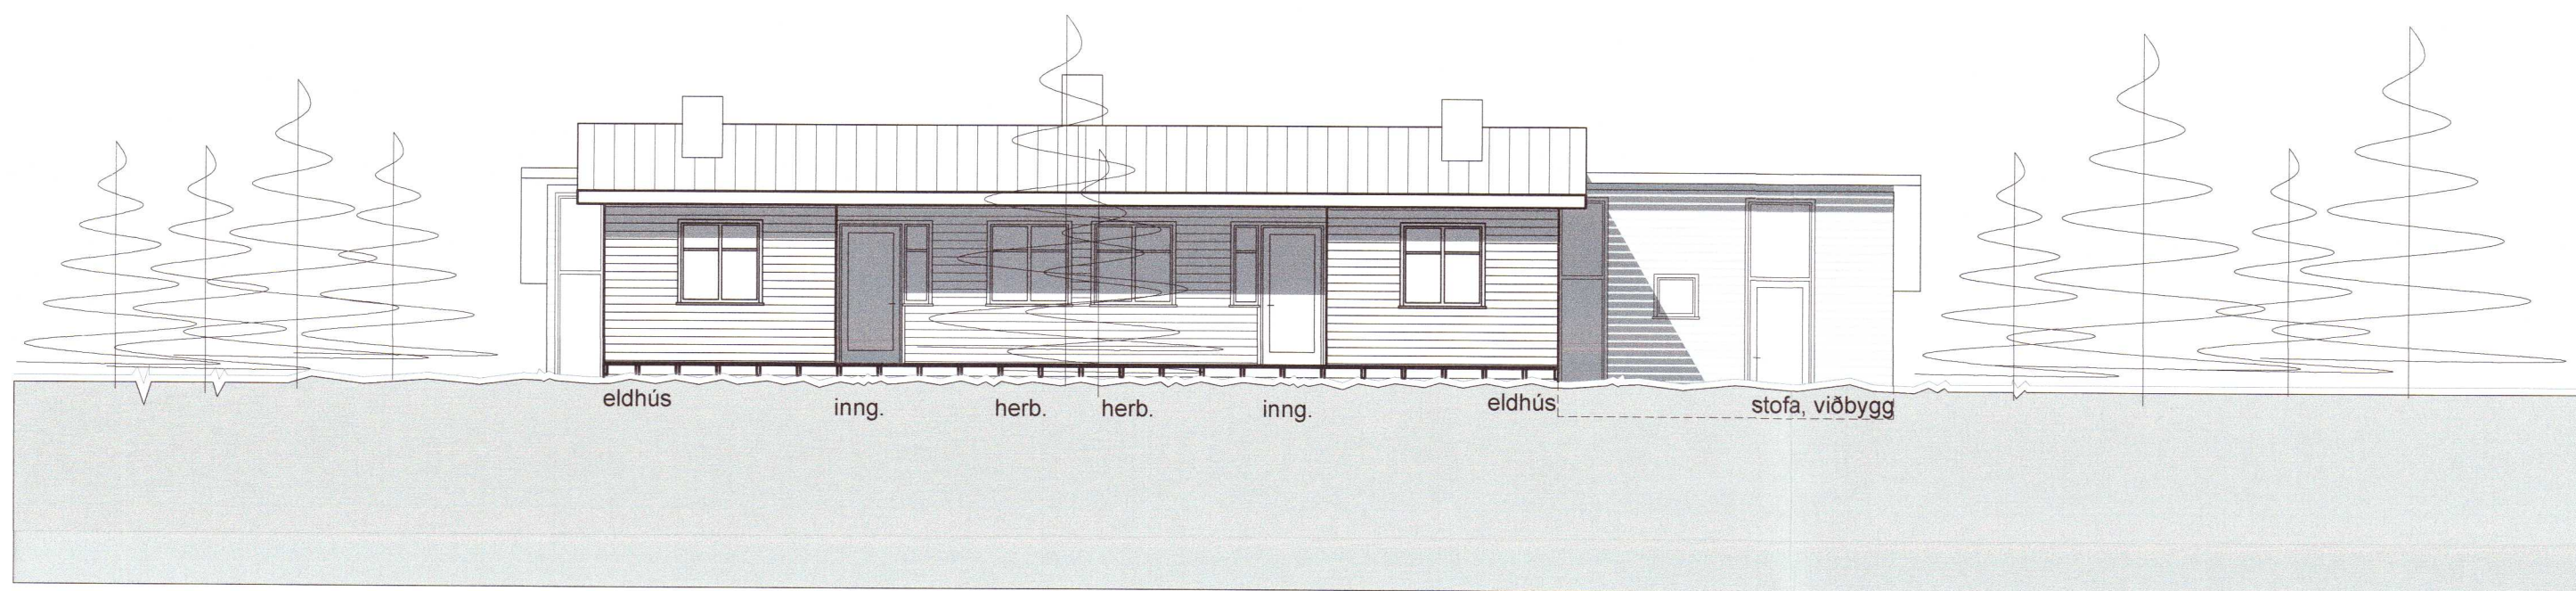 eldhús
inng.
herb.
herb.
inng.
eldhús
stofa, viðbygg